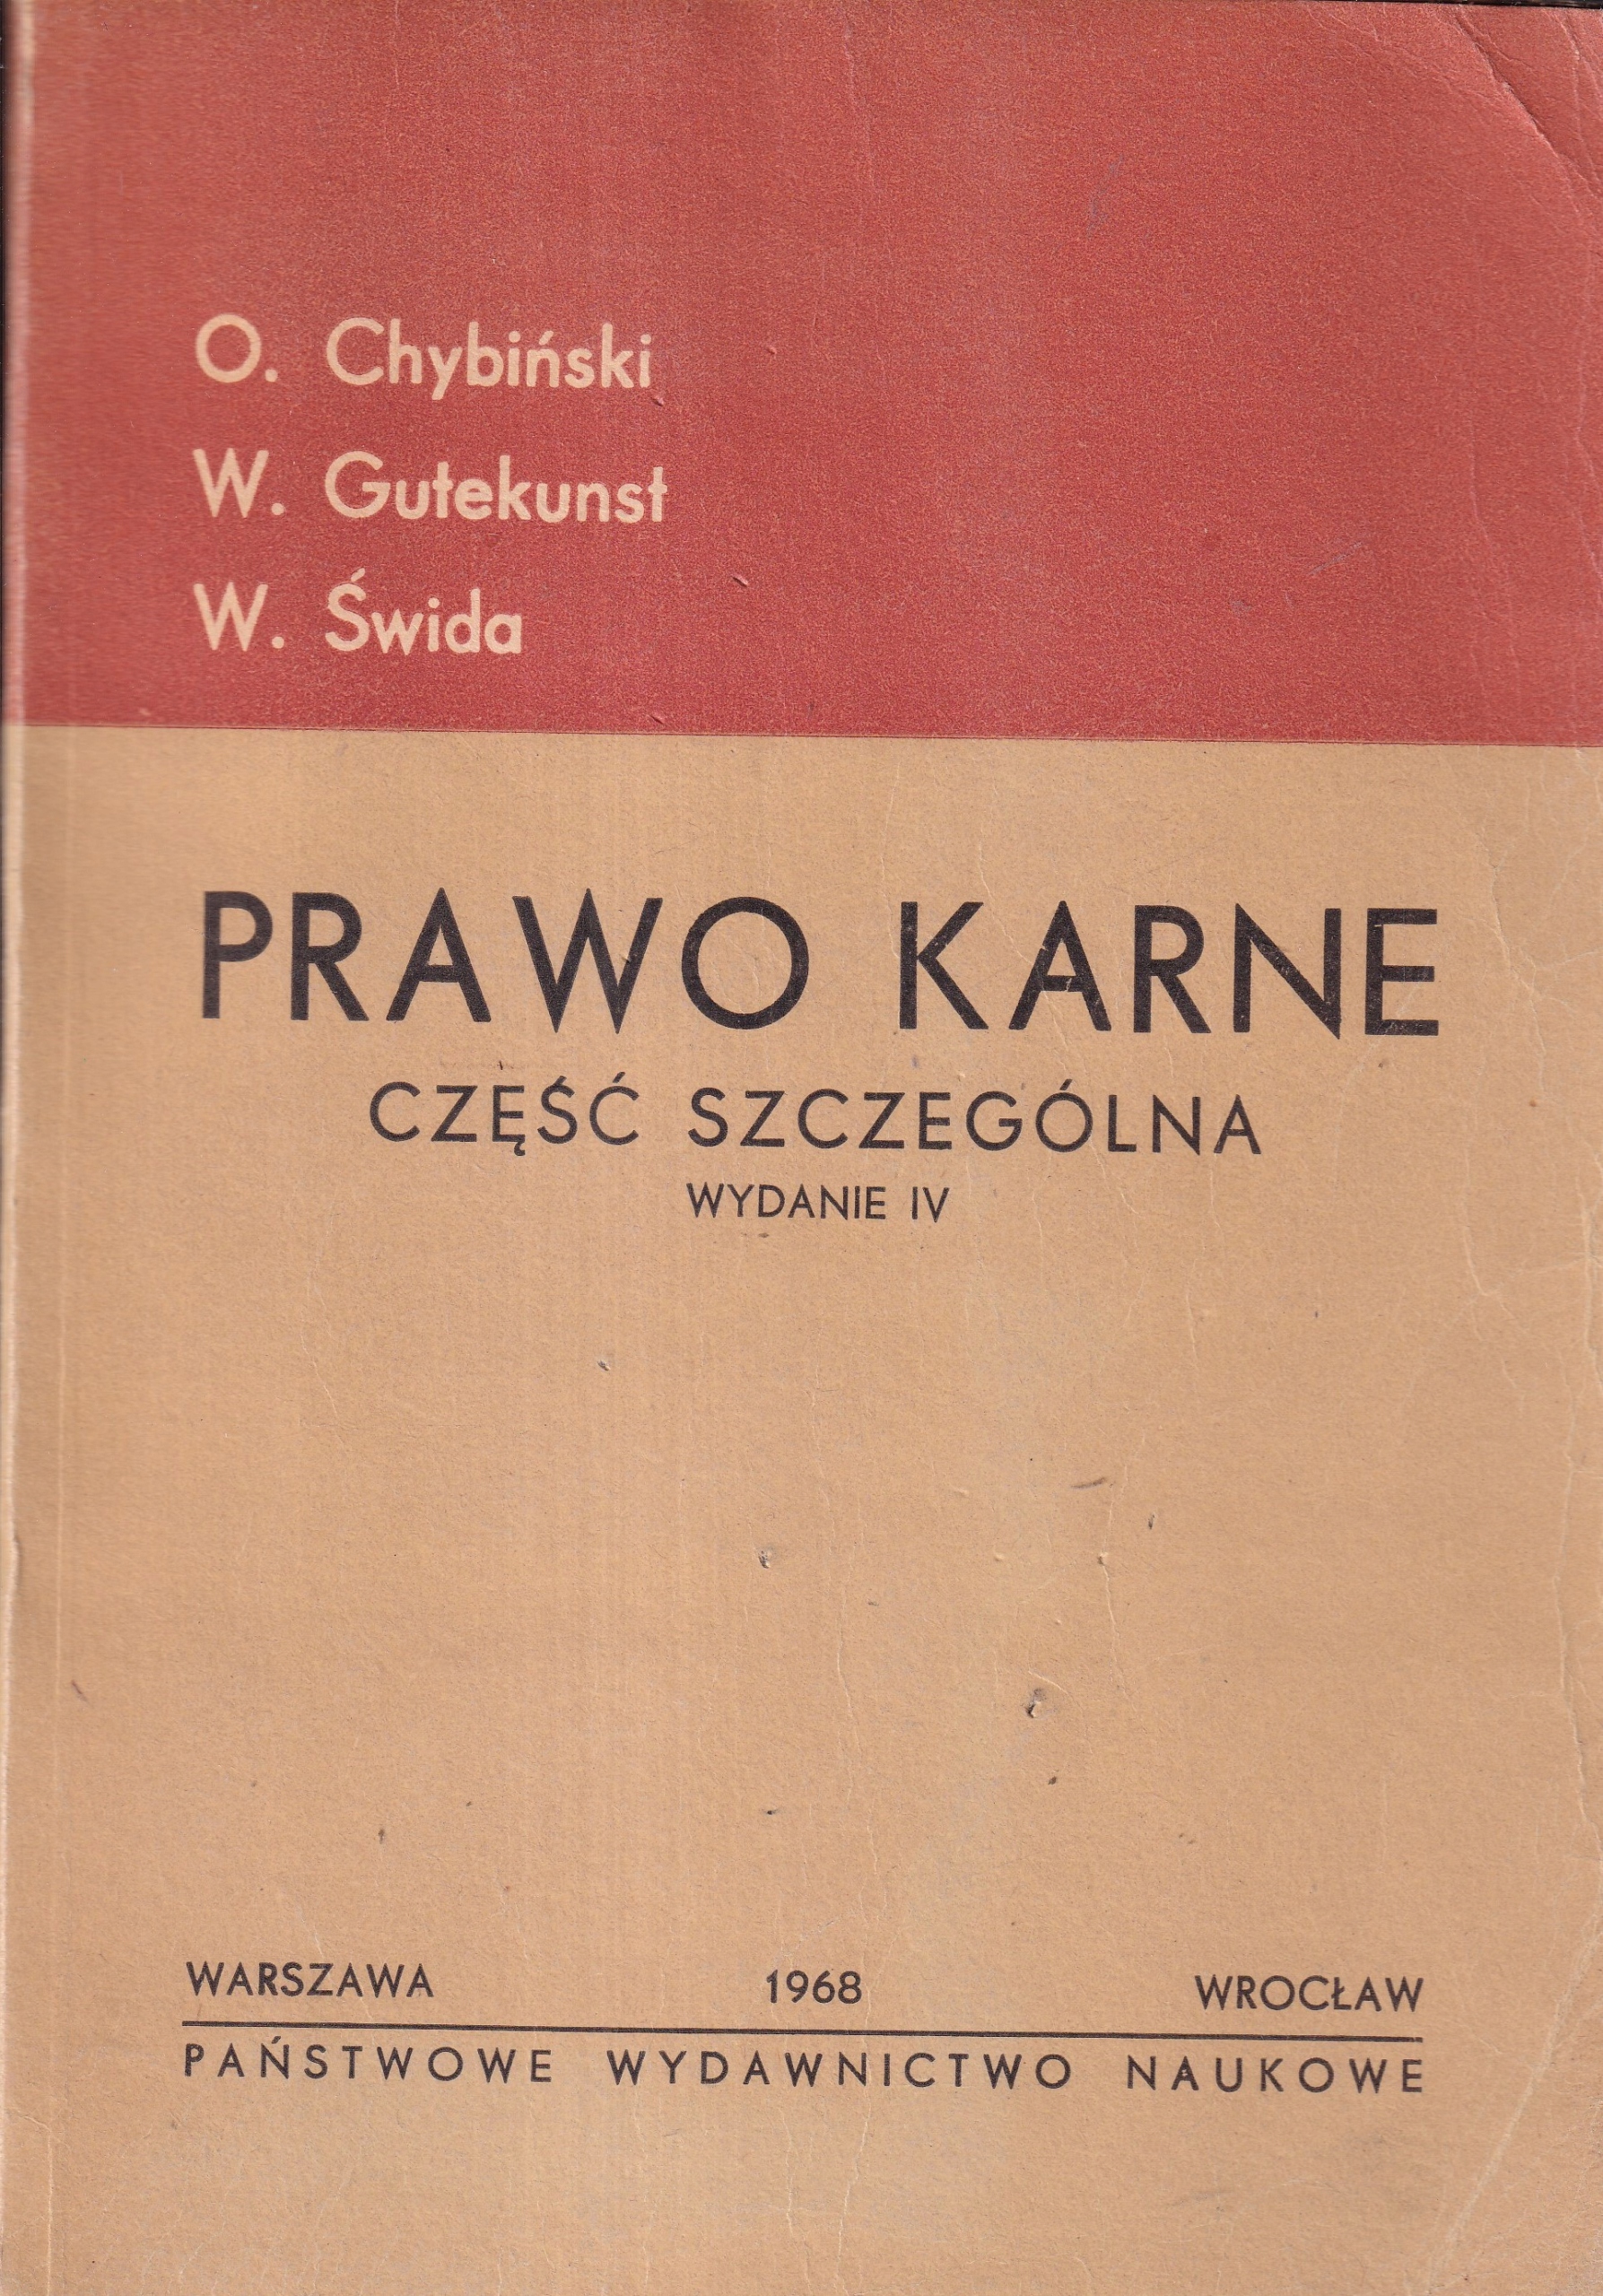 O. Chybiński
W. Gutekunst
W. Świda
PRAWO KARNE
CZĘŚĆ SZCZEGÓLNA
WYDANIE IV
WARSZAWA 1968 WROCŁAW
PAŃSTWOWE WYDAWNICTWO NAUKOWE